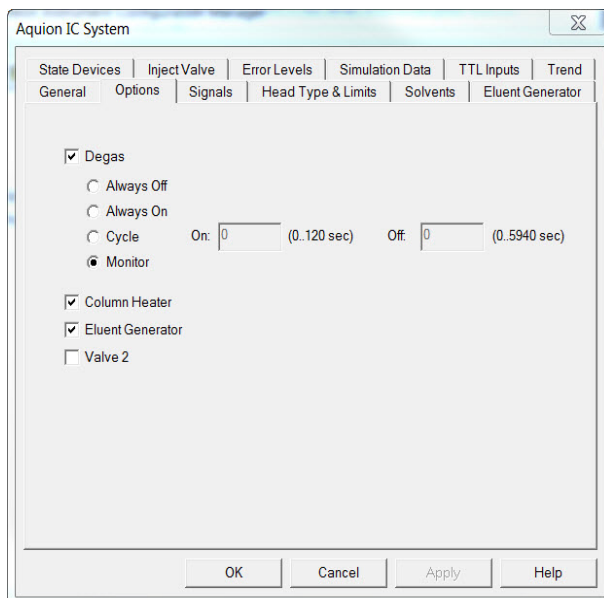 Aquion IC System
State Devices Inject Valve Error Levels Simulation Data TTL Inputs Trend
General Options Signals Head Type & Limits Solvents Eluent Generator
Degas
Always Off
Always On
Cycle On: 0 (0..120 sec) Off: 0 (0..5940 sec)
Monitor
Column Heater
Eluent Generator
Valve 2
OK Cancel Apply Help